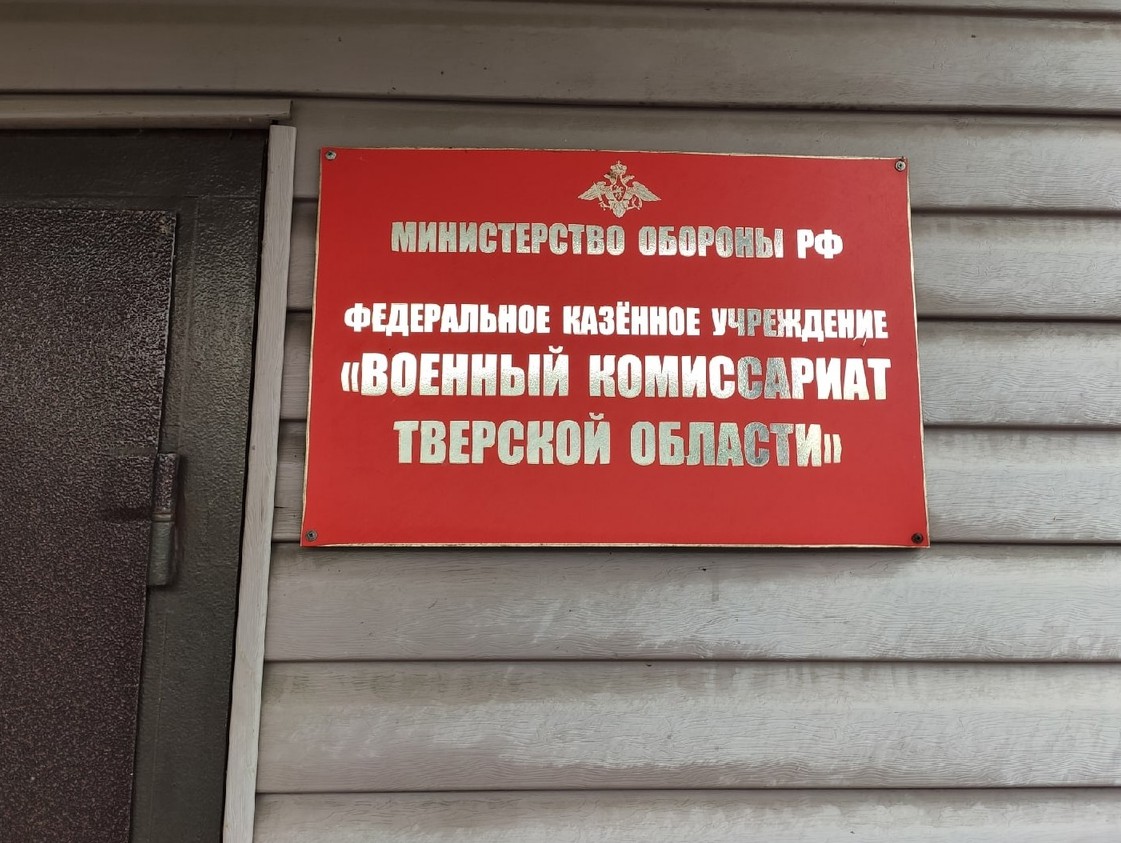 МИНИСТЕРСТВО ОБОРОНЫ РФ
ФЕДЕРАЛЬНОЕ КАЗЁННОЕ УЧРЕЖДЕНИЕ
«ВОЕННЫЙ КОМИССАРИАТ
ТВЕРСКОЙ ОБЛАСТИ»